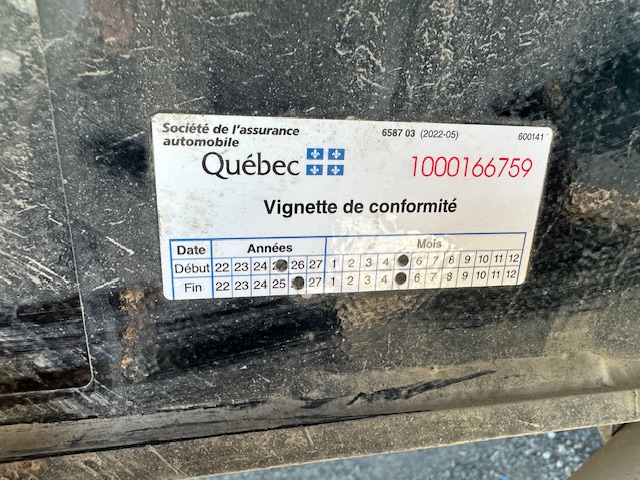 Société de l'assurance
automobile
6587 03 (2022-05)
600141
Québec
1000166759
Vignette de conformité
Date Années Mois
Début 22 23 24 26 27 1 2 3 4 6 7 8 9 10 11 12
Fin 22 23 24 25 27 1 2 3 4 6 7 8 9 10 11 12